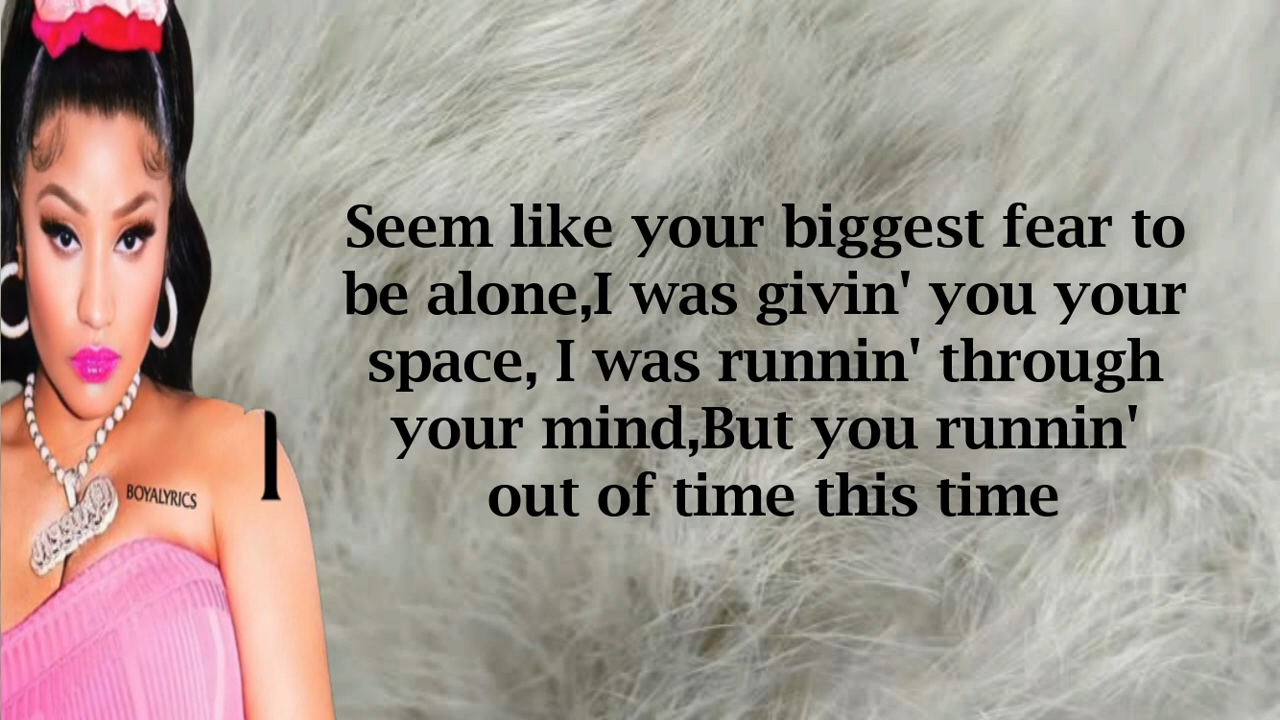 Seem like your biggest fear to
be alone,I was givin' you your
space, I was runnin' through
your mind,But you runnin'
out of time this time
BOYALYRICS
1